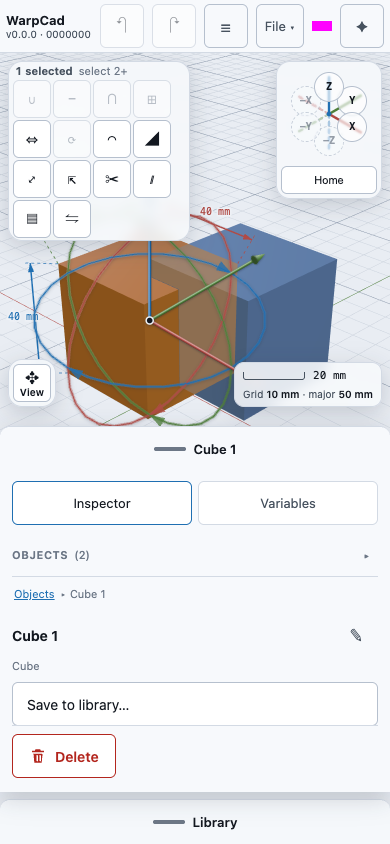 WarpCad
v0.0.0 · 0000000
File ▾
1 selected select 2+
Z
–X
Y
–Y
X
–Z
Home
40 mm
40 mm
View
20 mm
Grid 10 mm · major 50 mm
Cube 1
Inspector
Variables
OBJECTS (2)
Objects ▸ Cube 1
Cube 1
Cube
Save to library...
Delete
Library